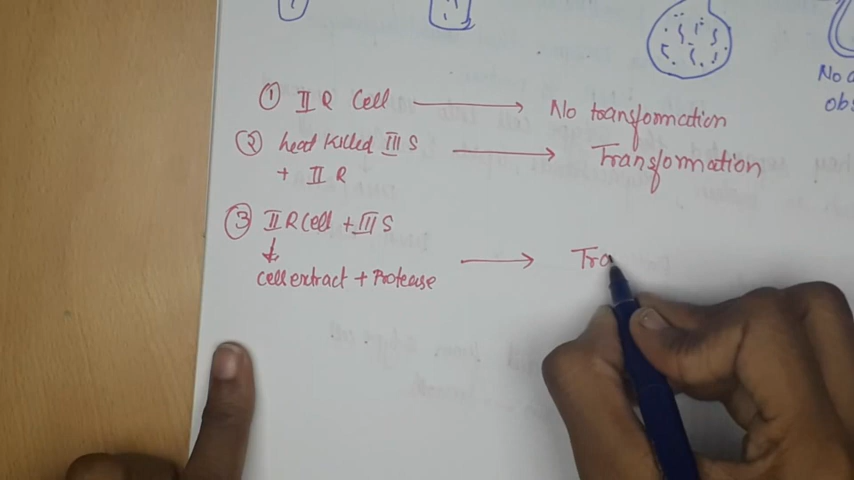 No
obs
① II R Cell → No transformation
② heat killed III S → Transformation
+ II R
③ II R Cell + III S
↓
cell extract + Protease → Tra